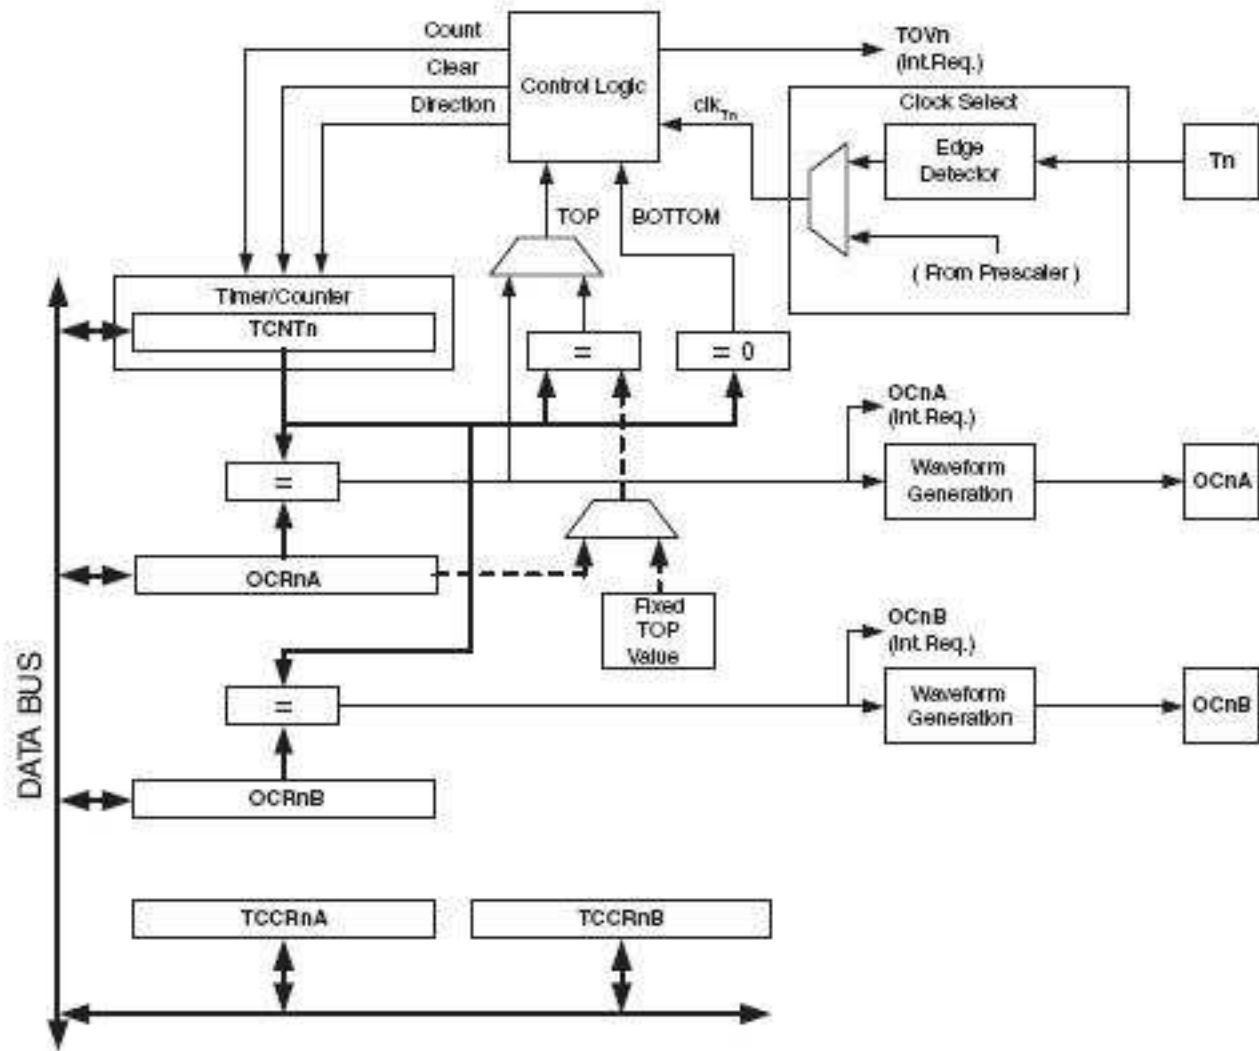 Count
TOVn
(Int.Req.)
Clear
Control Logic
Direction
clkTn
Clock Select
Edge
Detector
Tn
TOP
BOTTOM
( From Prescaler )
Timer/Counter
TCNTn
=
= 0
OCnA
(Int.Req.)
=
Waveform
Generation
OCnA
OCRnA
Fixed
TOP
Value
OCnB
(Int.Req.)
=
Waveform
Generation
OCnB
DATA BUS
OCRnB
TCCRnA
TCCRnB